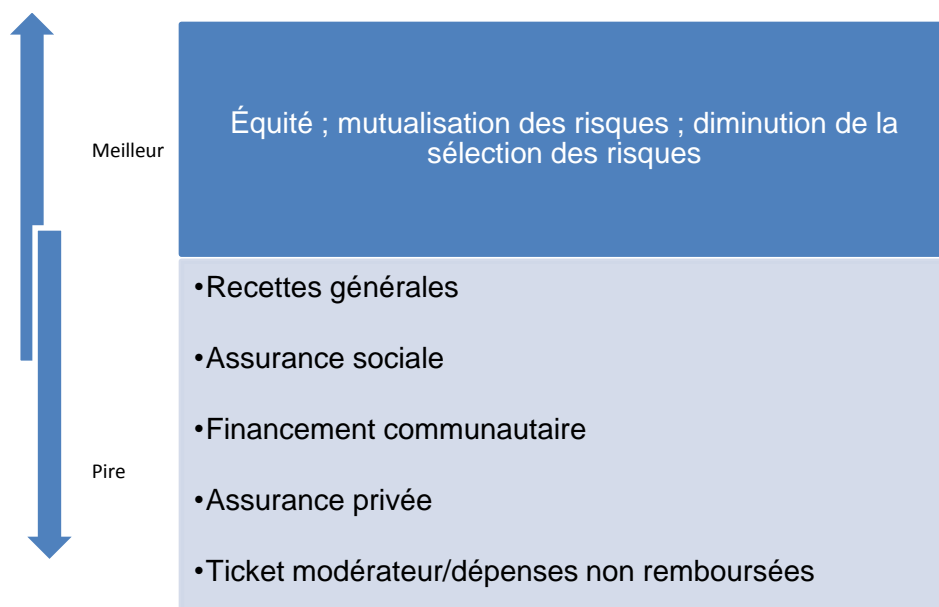 Meilleur
Équité ; mutualisation des risques ; diminution de la
sélection des risques
•Recettes générales
•Assurance sociale
•Financement communautaire
Pire
•Assurance privée
•Ticket modérateur/dépenses non remboursées